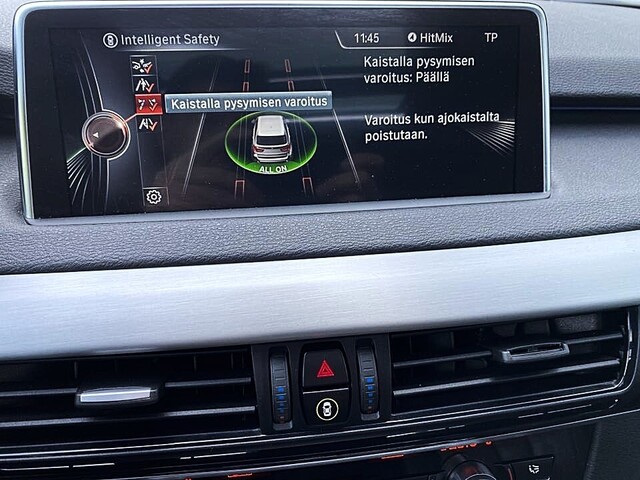 Intelligent Safety
11:45
HitMix
TP
Kaistalla pysymisen
varoitus: Päällä
Kaistalla pysymisen varoitus
Varoitus kun ajokaistalta
poistutaan.
ALL ON